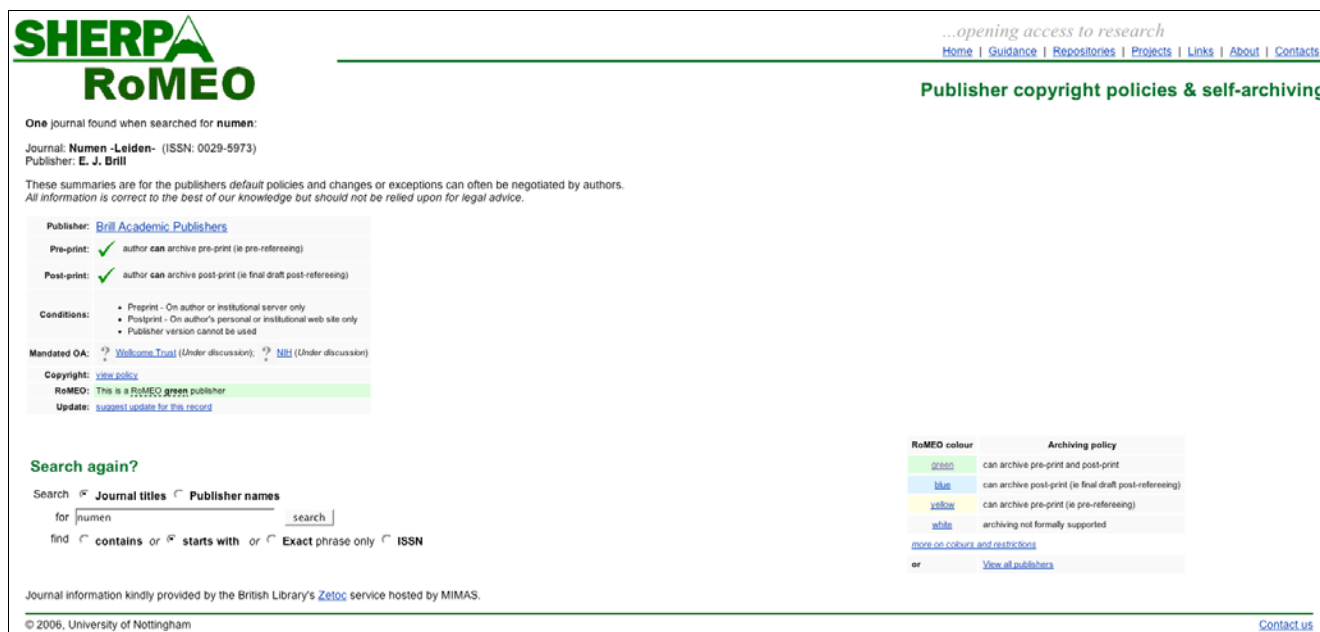 SHERPA
RoMEO
...opening access to research
Home | Guidance | Repositories | Projects | Links | About | Contacts
Publisher copyright policies & self-archiving
One journal found when searched for numen:
Journal: Numen -Leiden- (ISSN: 0029-5973)
Publisher: E. J. Brill
These summaries are for the publishers default policies and changes or exceptions can often be negotiated by authors.
All information is correct to the best of our knowledge but should not be relied upon for legal advice.
Publisher: Brill Academic Publishers
Pre-print: author can archive pre-print (ie pre-refereeing)
Post-print: author can archive post-print (ie final draft post-refereeing)
Conditions:
• Preprint - On author or institutional server only
• Postprint - On author's personal or institutional web site only
• Publisher version cannot be used
Mandated OA: ? Wellcome Trust (Under discussion); ? NIH (Under discussion)
Copyright: view policy
RoMEO: This is a RoMEO green publisher
Update: suggest update for this record
Search again?
Search Journal titles Publisher names
for numen search
find contains or starts with or Exact phrase only ISSN
RoMEO colour Archiving policy
green can archive pre-print and post-print
blue can archive post-print (ie final draft post-refereeing)
yellow can archive pre-print (ie pre-refereeing)
white archiving not formally supported
more on colours and restrictions
or View all publishers
Journal information kindly provided by the British Library's Zetoc service hosted by MIMAS.
© 2006, University of Nottingham
Contact us